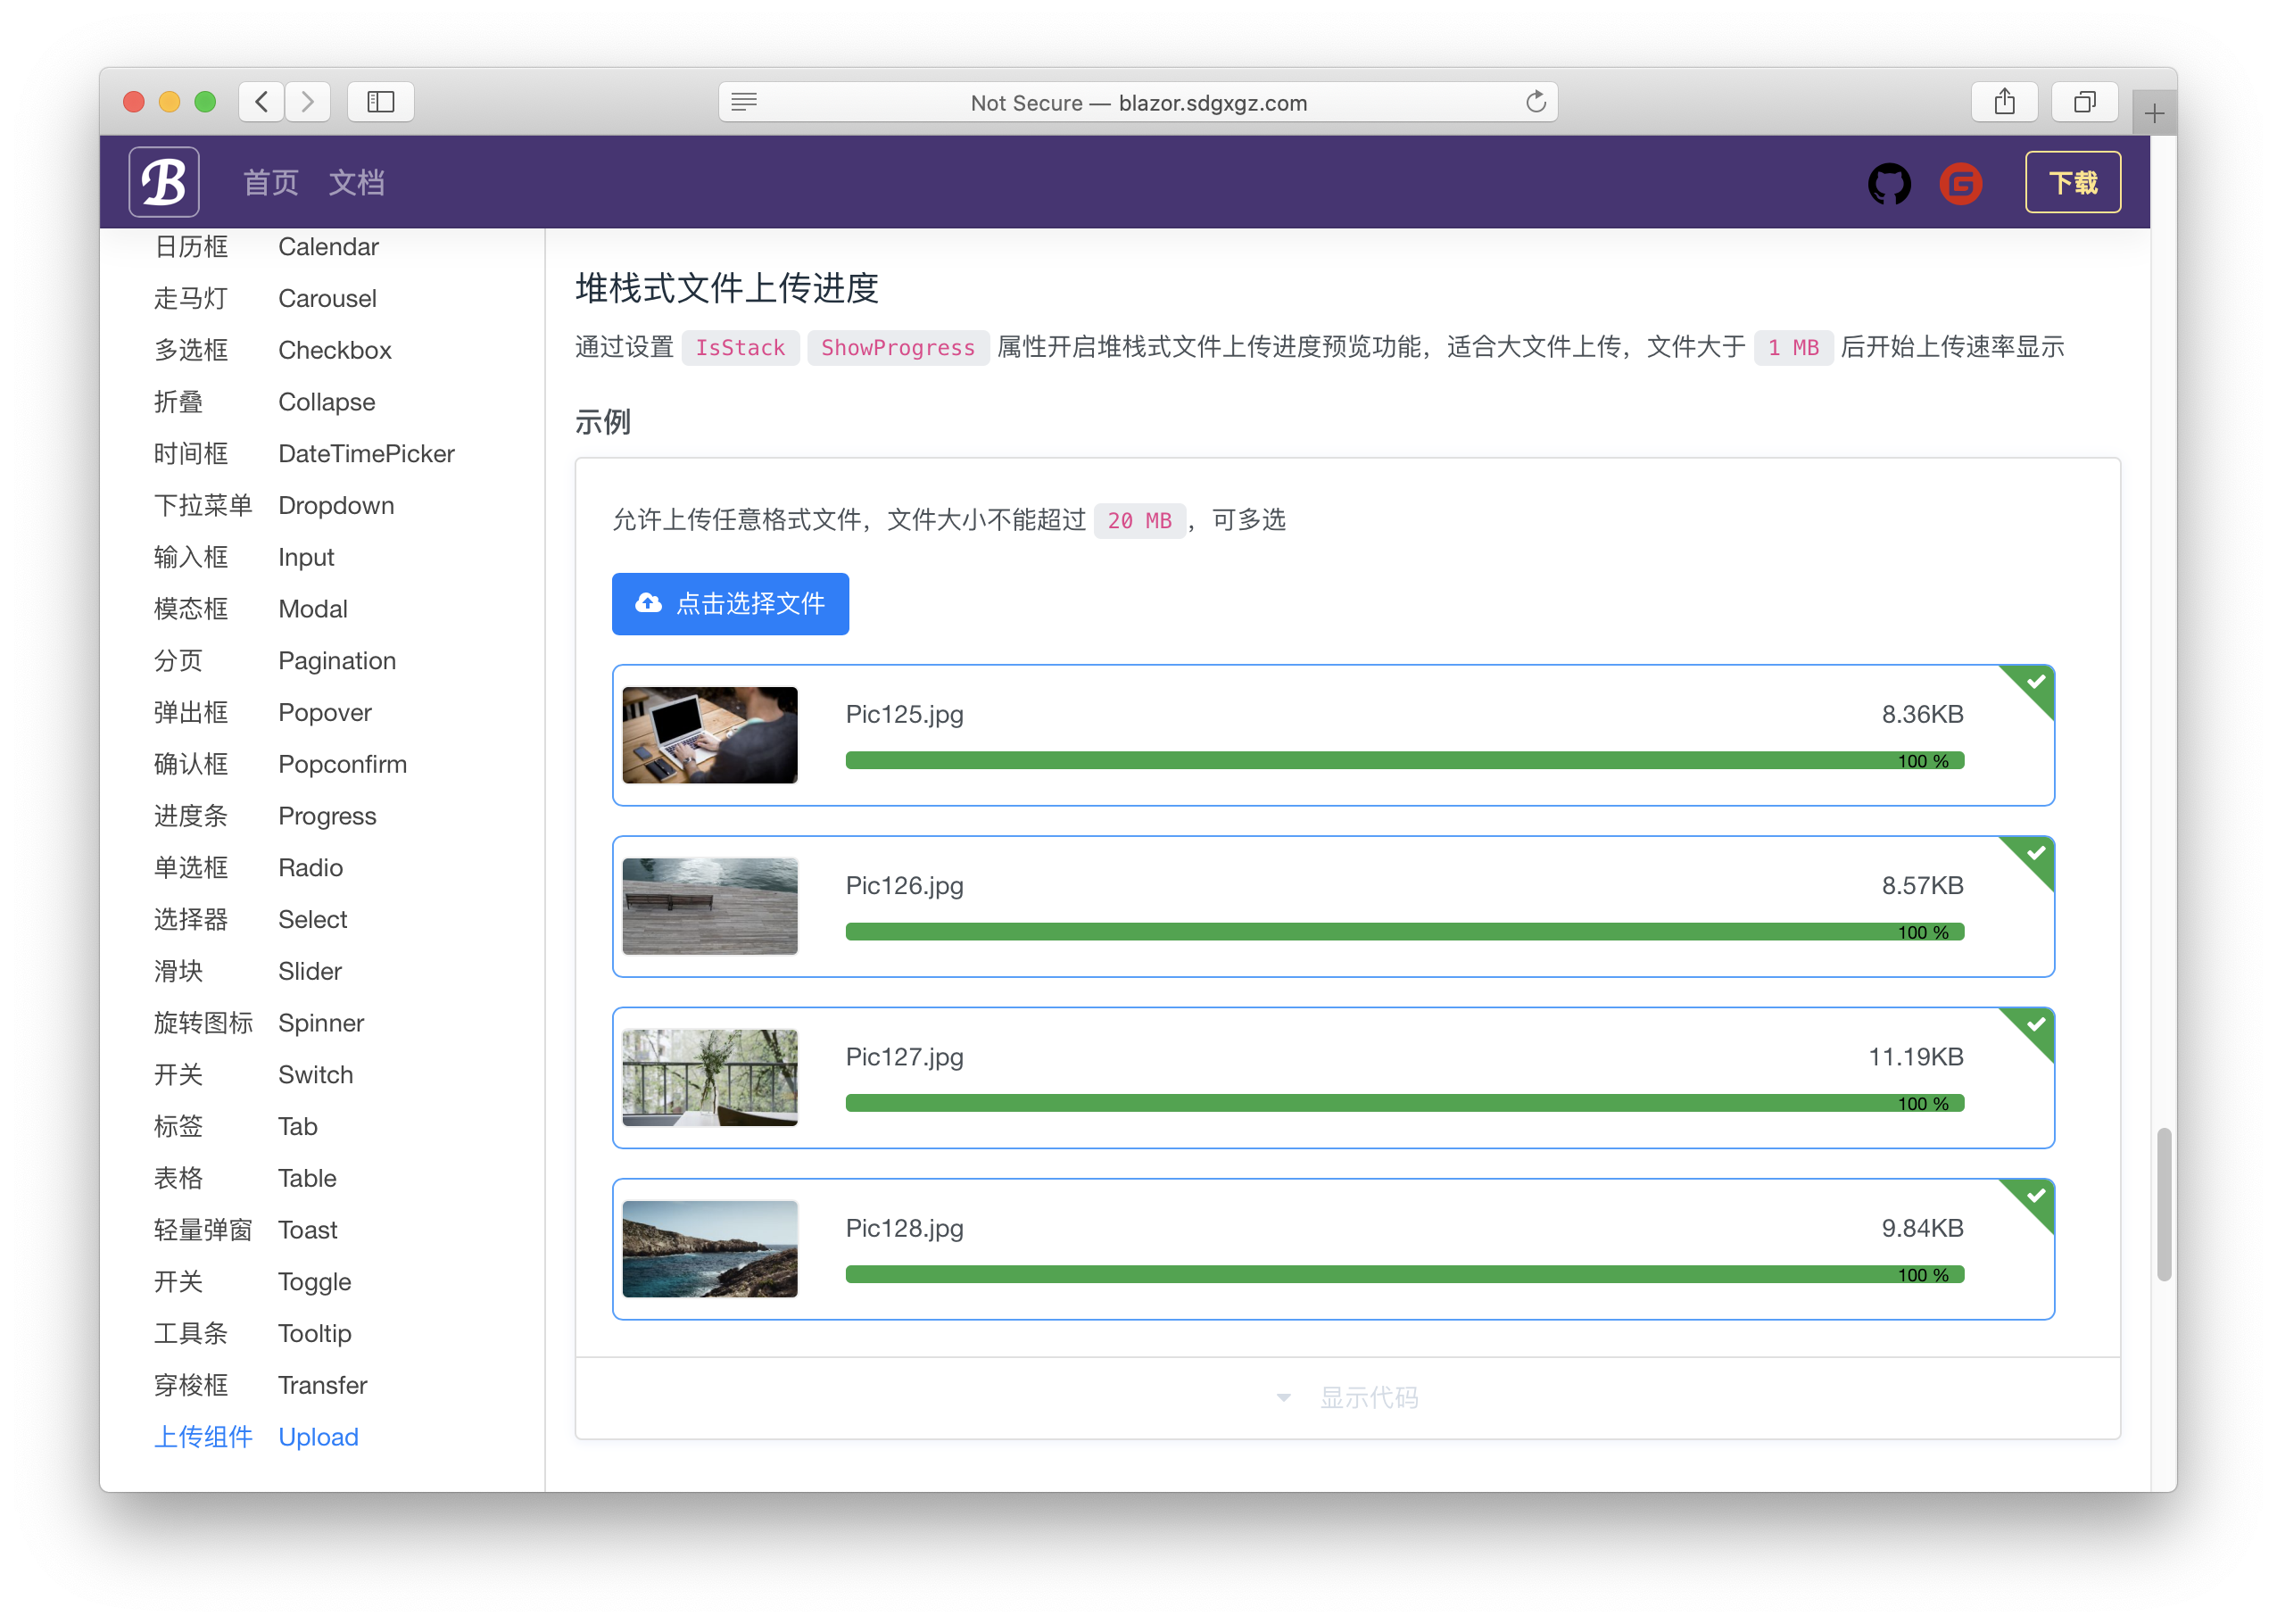 Not Secure — blazor.sdgxgz.com
B 首页 文档 下载
日历框 Calendar
走马灯 Carousel
多选框 Checkbox
折叠 Collapse
时间框 DateTimePicker
下拉菜单 Dropdown
输入框 Input
模态框 Modal
分页 Pagination
弹出框 Popover
确认框 Popconfirm
进度条 Progress
单选框 Radio
选择器 Select
滑块 Slider
旋转图标 Spinner
开关 Switch
标签 Tab
表格 Table
轻量弹窗 Toast
开关 Toggle
工具条 Tooltip
穿梭框 Transfer
上传组件 Upload
堆栈式文件上传进度
通过设置 IsStack ShowProgress 属性开启堆栈式文件上传进度预览功能，适合大文件上传，文件大于 1 MB 后开始上传速率显示
示例
允许上传任意格式文件，文件大小不能超过 20 MB，可多选
点击选择文件
Pic125.jpg 8.36KB
100 %
Pic126.jpg 8.57KB
100 %
Pic127.jpg 11.19KB
100 %
Pic128.jpg 9.84KB
100 %
显示代码